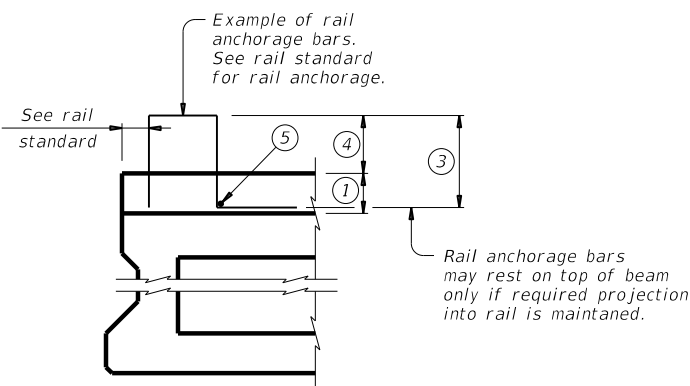 Example of rail
anchorage bars.
See rail standard
for rail anchorage.
See rail
standard
5
4
3
1
Rail anchorage bars
may rest on top of beam
only if required projection
into rail is maintaned.